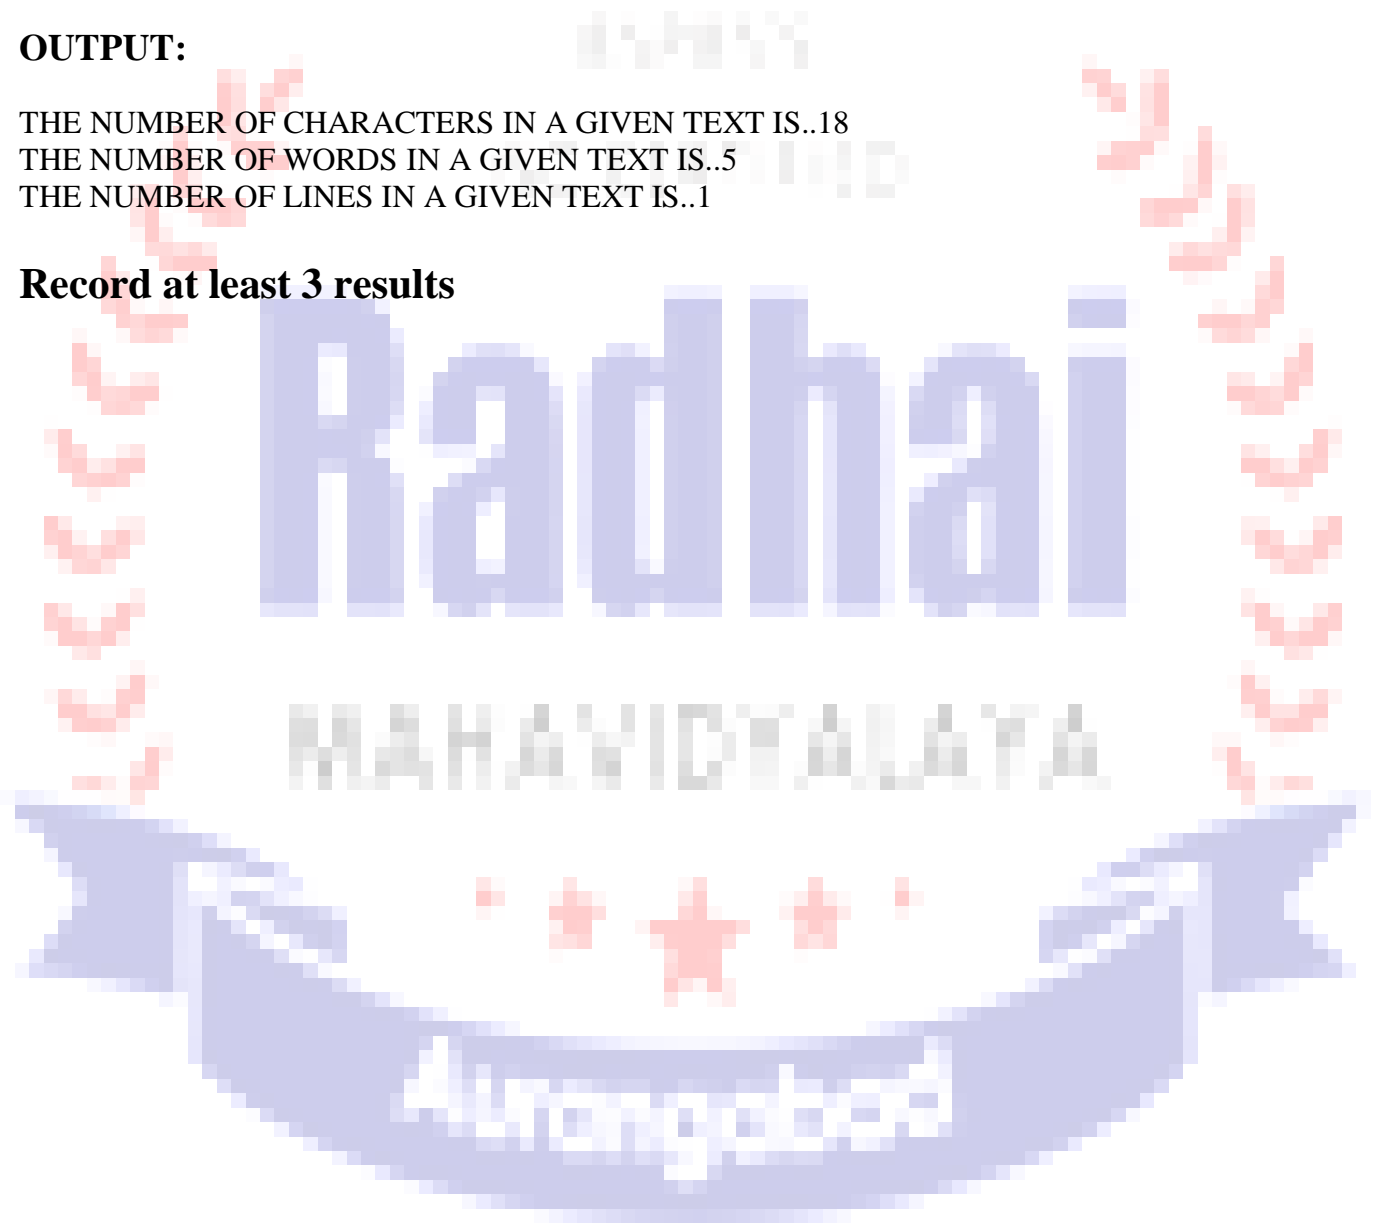 OUTPUT:
THE NUMBER OF CHARACTERS IN A GIVEN TEXT IS..18
THE NUMBER OF WORDS IN A GIVEN TEXT IS..5
THE NUMBER OF LINES IN A GIVEN TEXT IS..1
Record at least 3 results
Radhai
MAHAVIDYALAYA